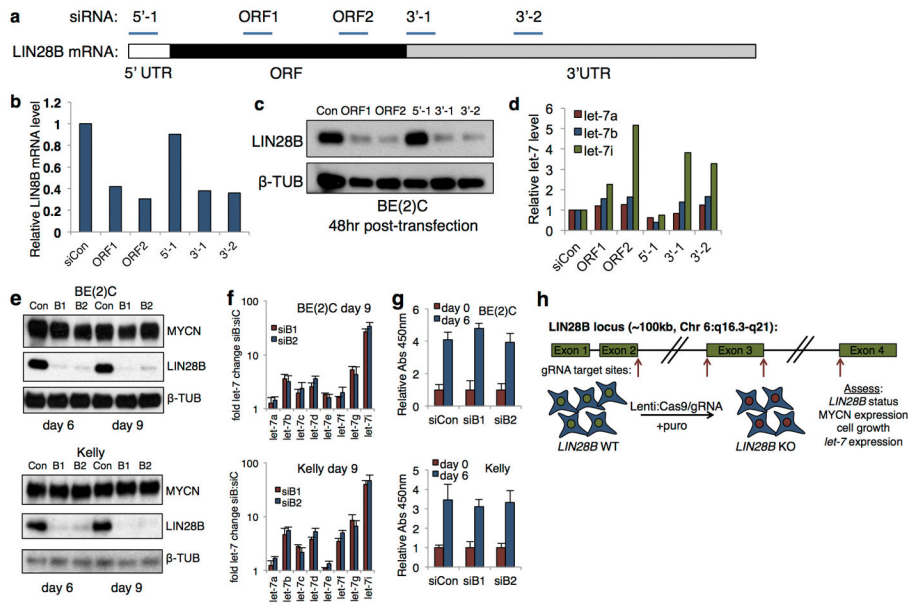 a
siRNA: 5'-1 ORF1 ORF2 3'-1 3'-2
LIN28B mRNA:
5' UTR ORF 3'UTR
b
Relative LIN8B mRNA level
1.2
1
0.8
0.6
0.4
0.2
0
siCon ORF1 ORF2 5'-1 3'-1 3'-2
c
Con ORF1 ORF2 5'-1 3'-1 3'-2
LIN28B
β-TUB
BE(2)C
48hr post-transfection
d
Relative let-7 level
6
5
4
3
2
1
0
let-7a
let-7b
let-7i
siCon ORF1 ORF2 5'-1 3'-1 3'-2
e
BE(2)C
Con B1 B2 Con B1 B2
MYCN
LIN28B
β-TUB
day 6 day 9
Kelly
Con B1 B2 Con B1 B2
MYCN
LIN28B
β-TUB
day 6 day 9
f
fold let-7 change siB:siC
BE(2)C day 9
100
10
1
siB1
siB2
let-7a let-7b let-7c let-7d let-7e let-7f let-7g let-7i
fold let-7 change siB:siC
Kelly day 9
100
10
1
siB1
siB2
let-7a let-7b let-7c let-7d let-7e let-7f let-7g let-7i
g
Relative Abs 450nm
day 0
day 6
BE(2)C
6
4
2
0
siCon siB1 siB2
Relative Abs 450nm
day 0
day 6
Kelly
5
4
3
2
1
0
siCon siB1 siB2
h
LIN28B locus (~100kb, Chr 6:q16.3-q21):
Exon 1 Exon 2 Exon 3 Exon 4
gRNA target sites:
Lenti:Cas9/gRNA
+puro
LIN28B WT
LIN28B KO
Assess:
LIN28B
status
MYCN expression
cell growth
let-7 expression